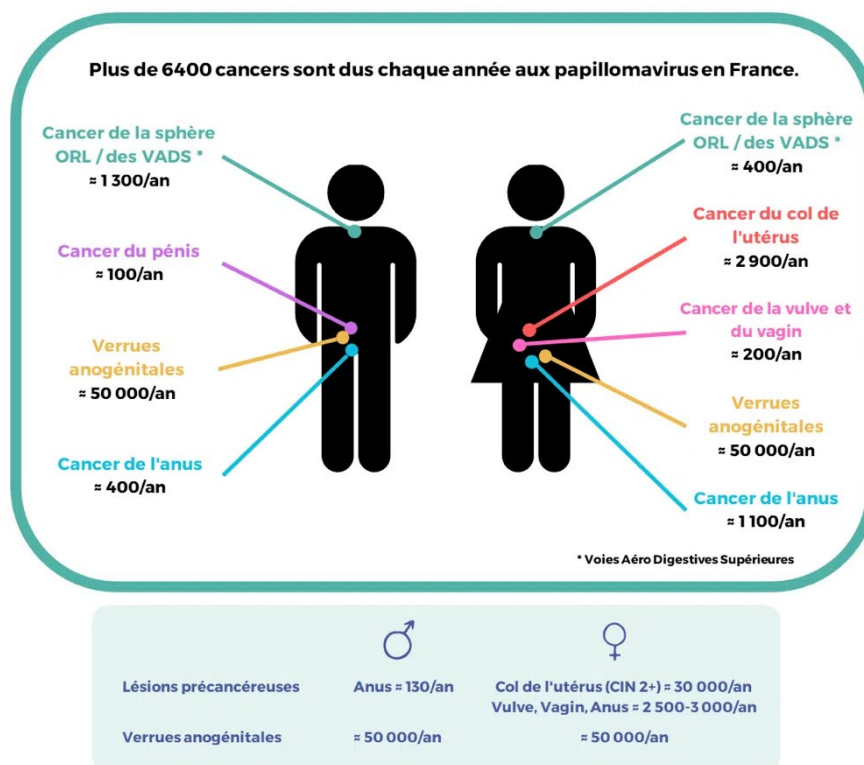 Plus de 6400 cancers sont dus chaque année aux papillomavirus en France.
Cancer de la sphère
ORL / des VADS *
≈ 1 300/an
Cancer du pénis
≈ 100/an
Verrues
anogénitales
≈ 50 000/an
Cancer de l'anus
≈ 400/an
Cancer de la sphère
ORL / des VADS *
≈ 400/an
Cancer du col de
l'utérus
≈ 2 900/an
Cancer de la vulve et
du vagin
≈ 200/an
Verrues
anogénitales
≈ 50 000/an
Cancer de l'anus
≈ 1 100/an
* Voies Aéro Digestives Supérieures
Lésions précancéreuses Anus ≈ 130/an Col de l'utérus (CIN 2+) ≈ 30 000/an
Vulve, Vagin, Anus ≈ 2 500-3 000/an
Verrues anogénitales ≈ 50 000/an ≈ 50 000/an